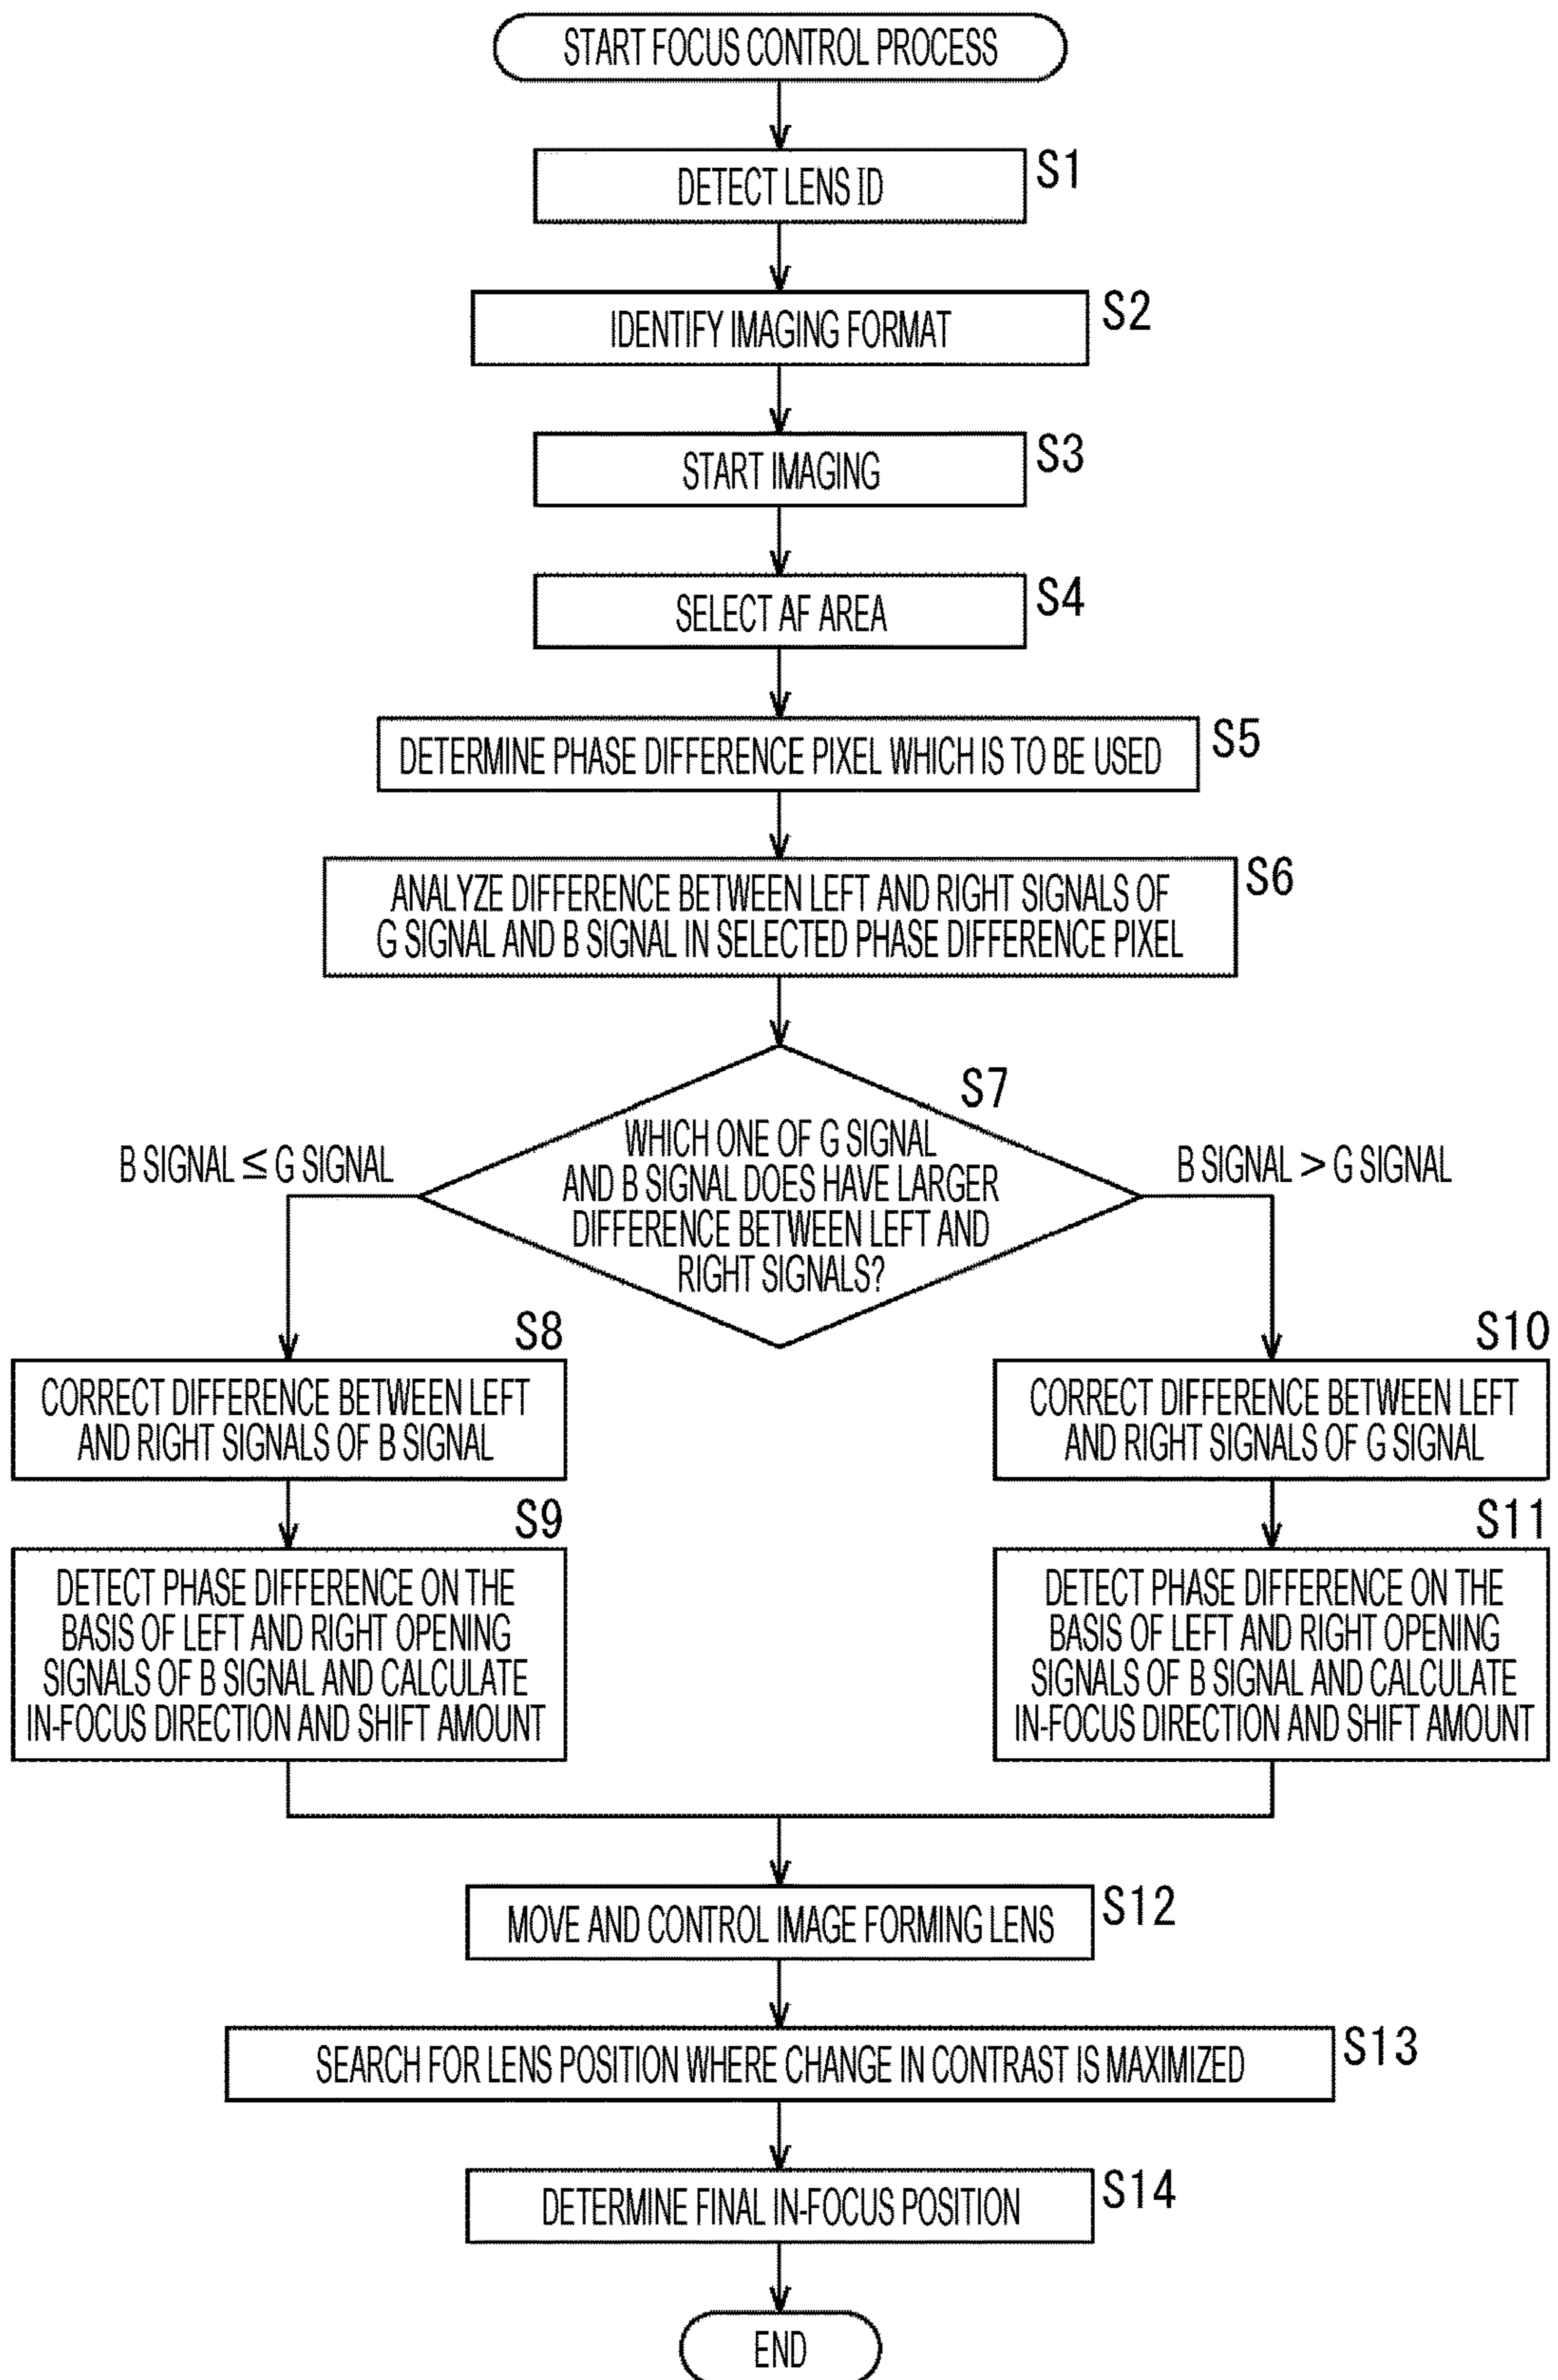 START FOCUS CONTROL PROCESS
S1
DETECT LENS ID
S2
IDENTIFY IMAGING FORMAT
S3
START IMAGING
S4
SELECT AF AREA
S5
DETERMINE PHASE DIFFERENCE PIXEL WHICH IS TO BE USED
S6
ANALYZE DIFFERENCE BETWEEN LEFT AND RIGHT SIGNALS OF
G SIGNAL AND B SIGNAL IN SELECTED PHASE DIFFERENCE PIXEL
S7
WHICH ONE OF G SIGNAL
AND B SIGNAL DOES HAVE LARGER
DIFFERENCE BETWEEN LEFT AND
RIGHT SIGNALS?
B SIGNAL ≤ G SIGNAL
B SIGNAL > G SIGNAL
S8
CORRECT DIFFERENCE BETWEEN LEFT
AND RIGHT SIGNALS OF B SIGNAL
S9
DETECT PHASE DIFFERENCE ON THE
BASIS OF LEFT AND RIGHT OPENING
SIGNALS OF B SIGNAL AND CALCULATE
IN-FOCUS DIRECTION AND SHIFT AMOUNT
S10
CORRECT DIFFERENCE BETWEEN LEFT
AND RIGHT SIGNALS OF G SIGNAL
S11
DETECT PHASE DIFFERENCE ON THE
BASIS OF LEFT AND RIGHT OPENING
SIGNALS OF B SIGNAL AND CALCULATE
IN-FOCUS DIRECTION AND SHIFT AMOUNT
S12
MOVE AND CONTROL IMAGE FORMING LENS
S13
SEARCH FOR LENS POSITION WHERE CHANGE IN CONTRAST IS MAXIMIZED
S14
DETERMINE FINAL IN-FOCUS POSITION
END